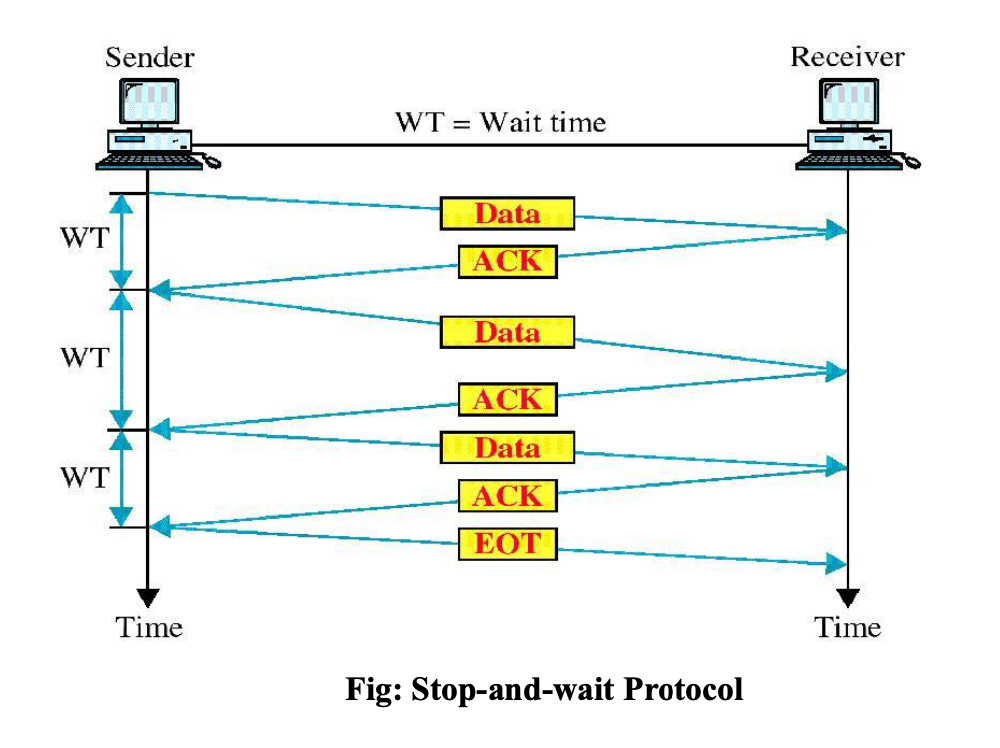 Sender
Receiver
WT = Wait time
Data
WT
ACK
Data
WT
ACK
Data
WT
ACK
EOT
Time
Time
Fig: Stop-and-wait Protocol